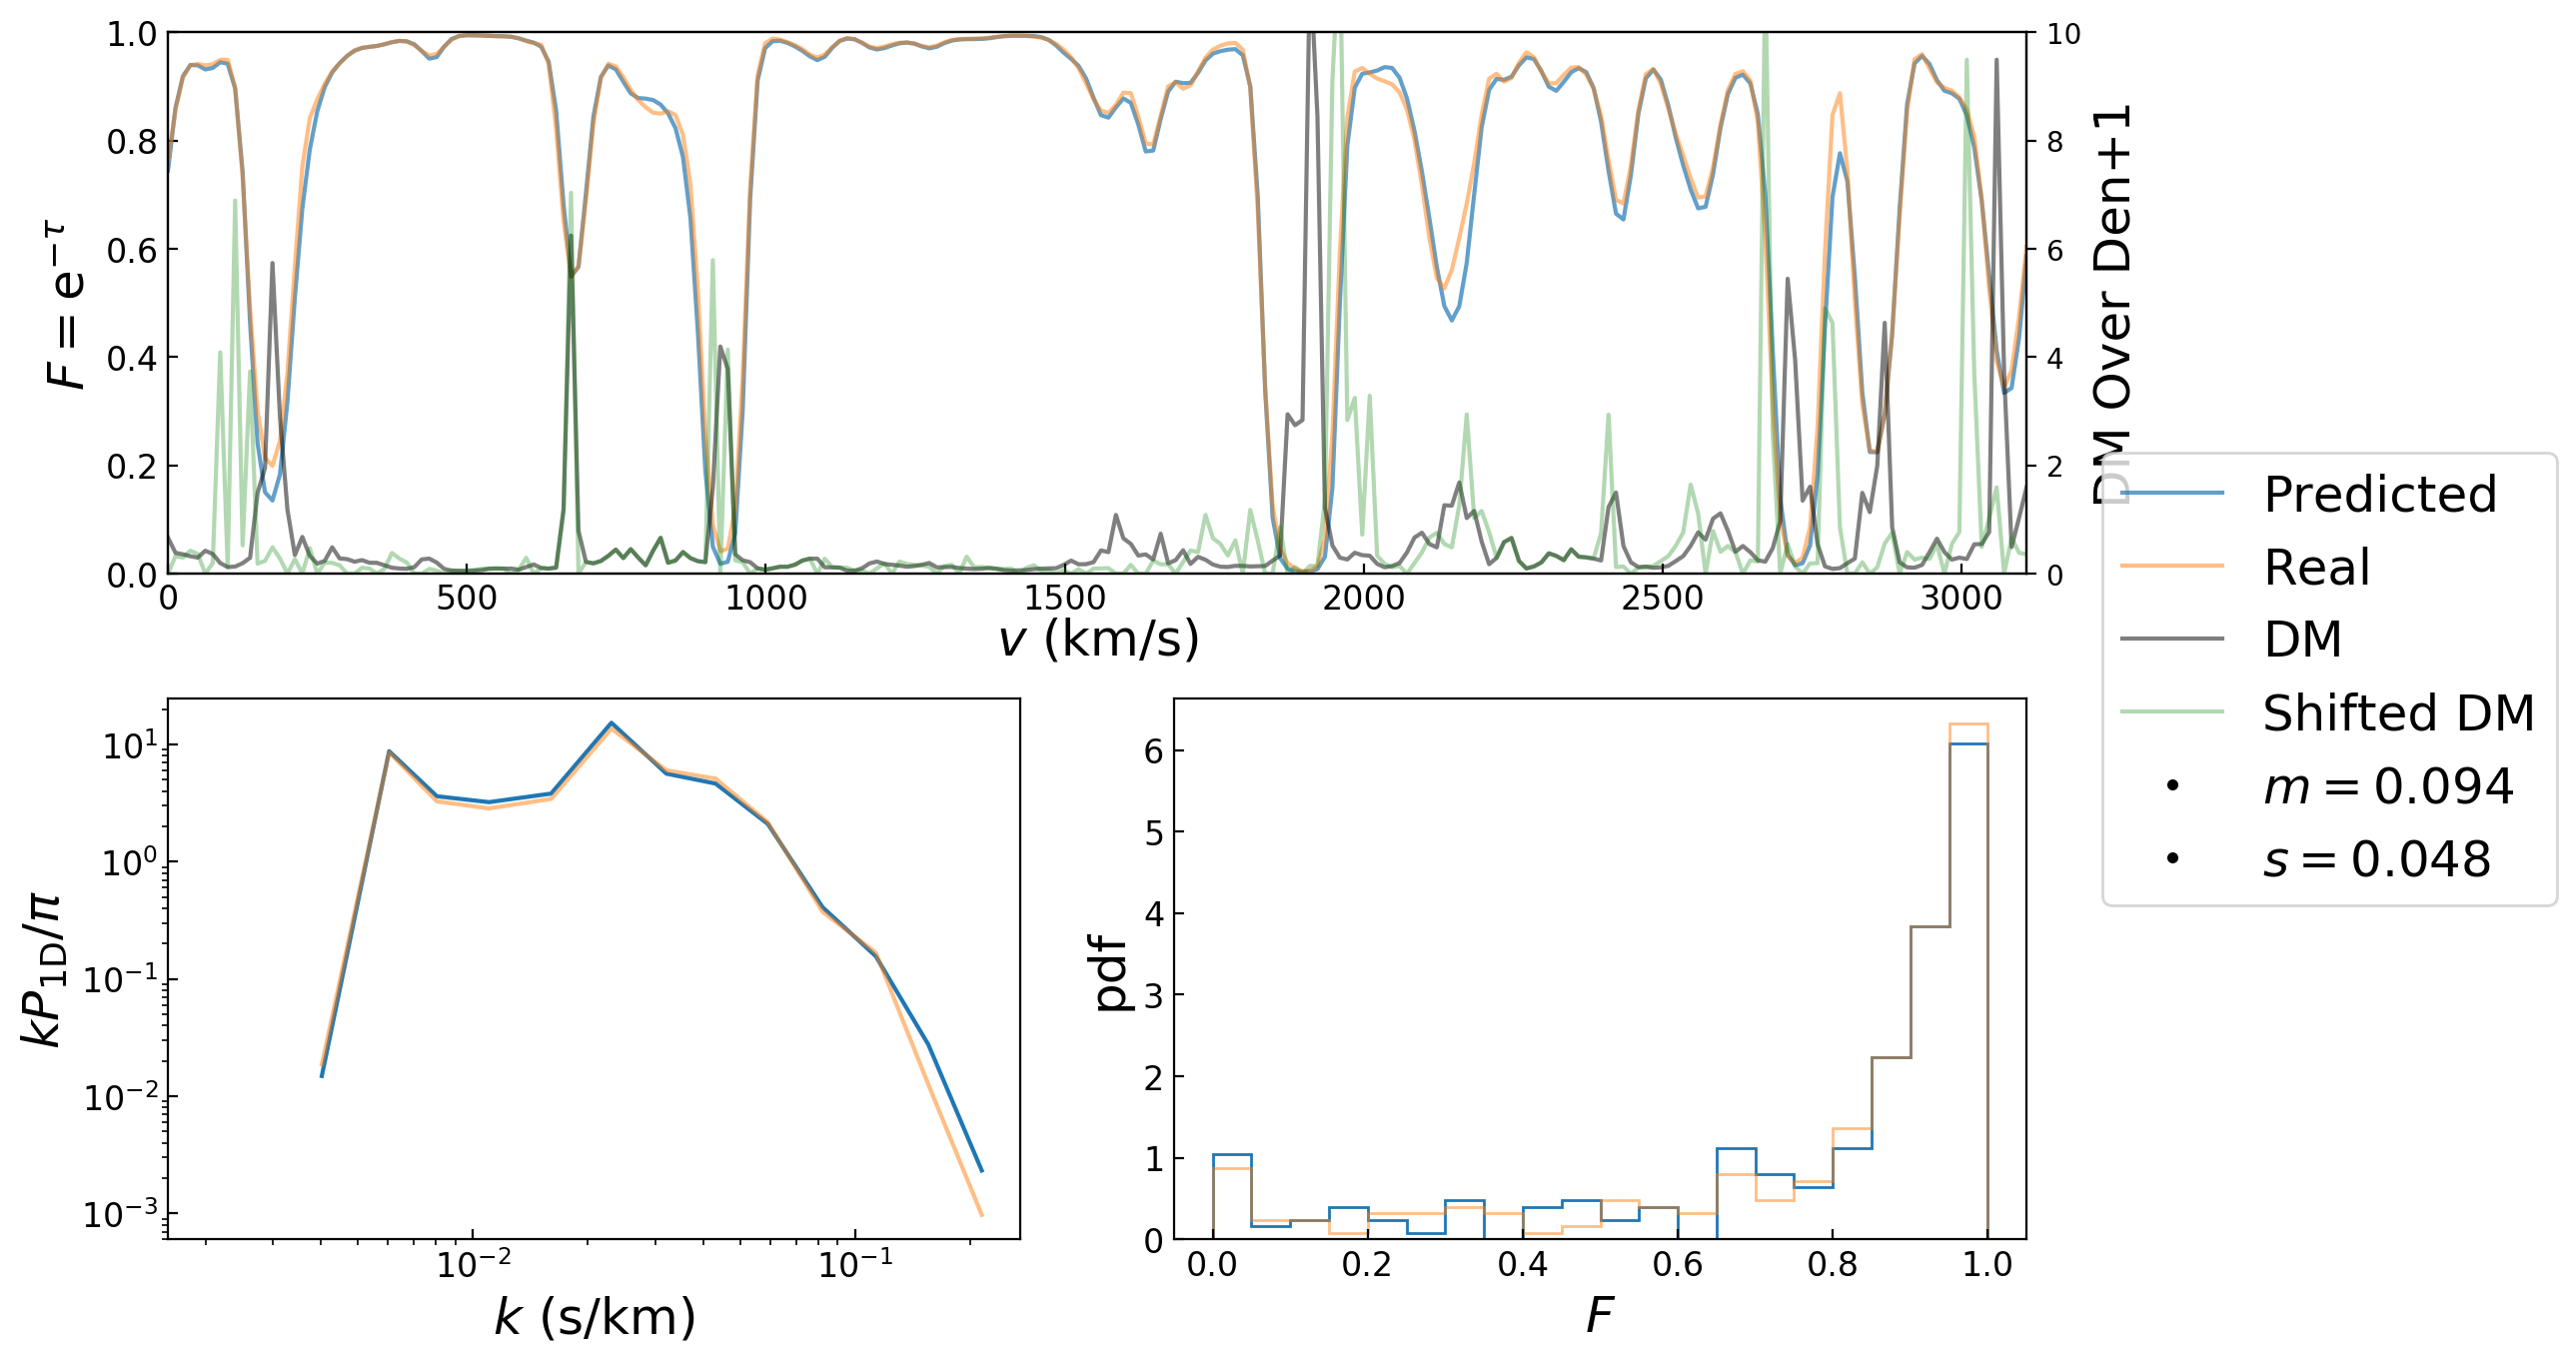 F = e^{-τ}
1.0
0.8
0.6
0.4
0.2
0.0
0 500 1000 1500 2000 2500 3000
v (km/s)
10
8
6
4
2
0
DM Over Den+1
Predicted
Real
DM
Shifted DM
m = 0.094
s = 0.048
kP_{1D}/π
10^1
10^0
10^{-1}
10^{-2}
10^{-3}
10^{-2} 10^{-1}
k (s/km)
pdf
6
5
4
3
2
1
0
0.0 0.2 0.4 0.6 0.8 1.0
F